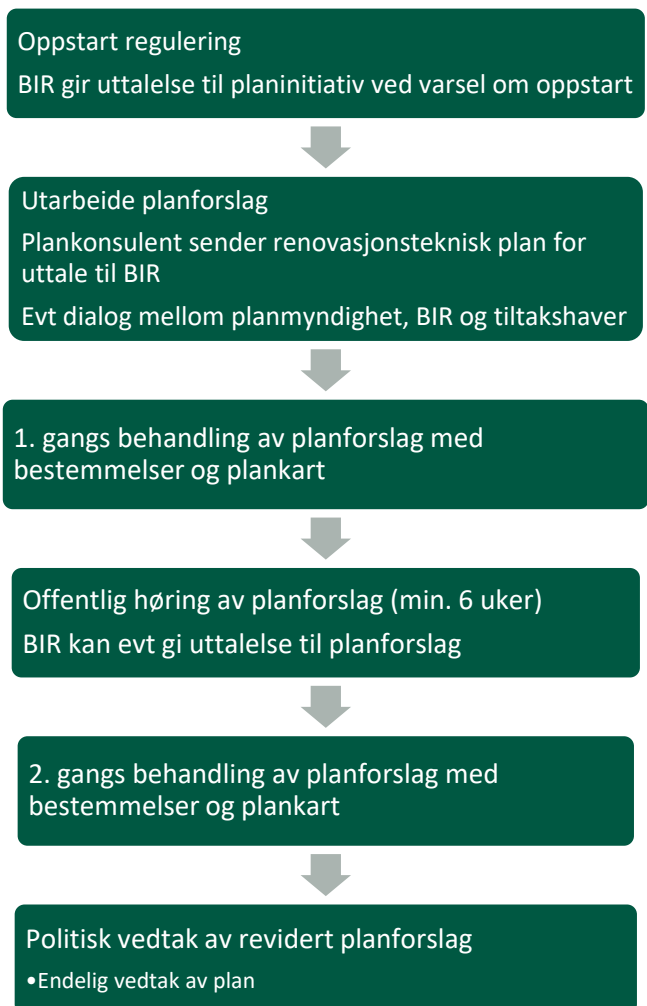 Oppstart regulering
BIR gir uttalelse til planinitiativ ved varsel om oppstart
Utarbeide planforslag
Plankonsulent sender renovasjonsteknisk plan for
uttale til BIR
Evt dialog mellom planmyndighet, BIR og tiltakshaver
1. gangs behandling av planforslag med
bestemmelser og plankart
Offentlig høring av planforslag (min. 6 uker)
BIR kan evt gi uttalelse til planforslag
2. gangs behandling av planforslag med
bestemmelser og plankart
Politisk vedtak av revidert planforslag
•Endelig vedtak av plan